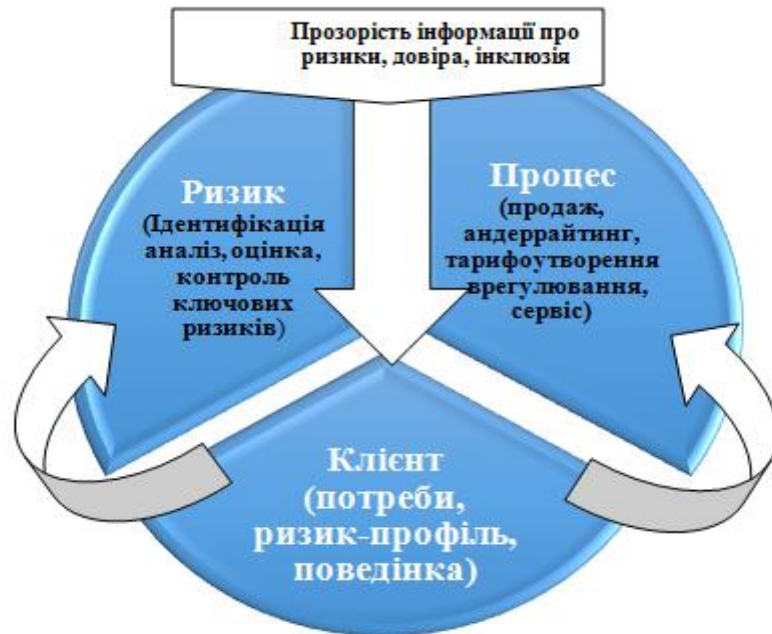 Прозорість інформації про
ризики, довіра, інклюзія
Ризик
(Ідентифікація
аналіз, оцінка,
контроль
ключових
ризиків)
Процес
(продаж,
андеррайтинг,
тарифоутворення
врегулювання,
сервіс)
Клієнт
(потреби,
ризик-профіль,
поведінка)